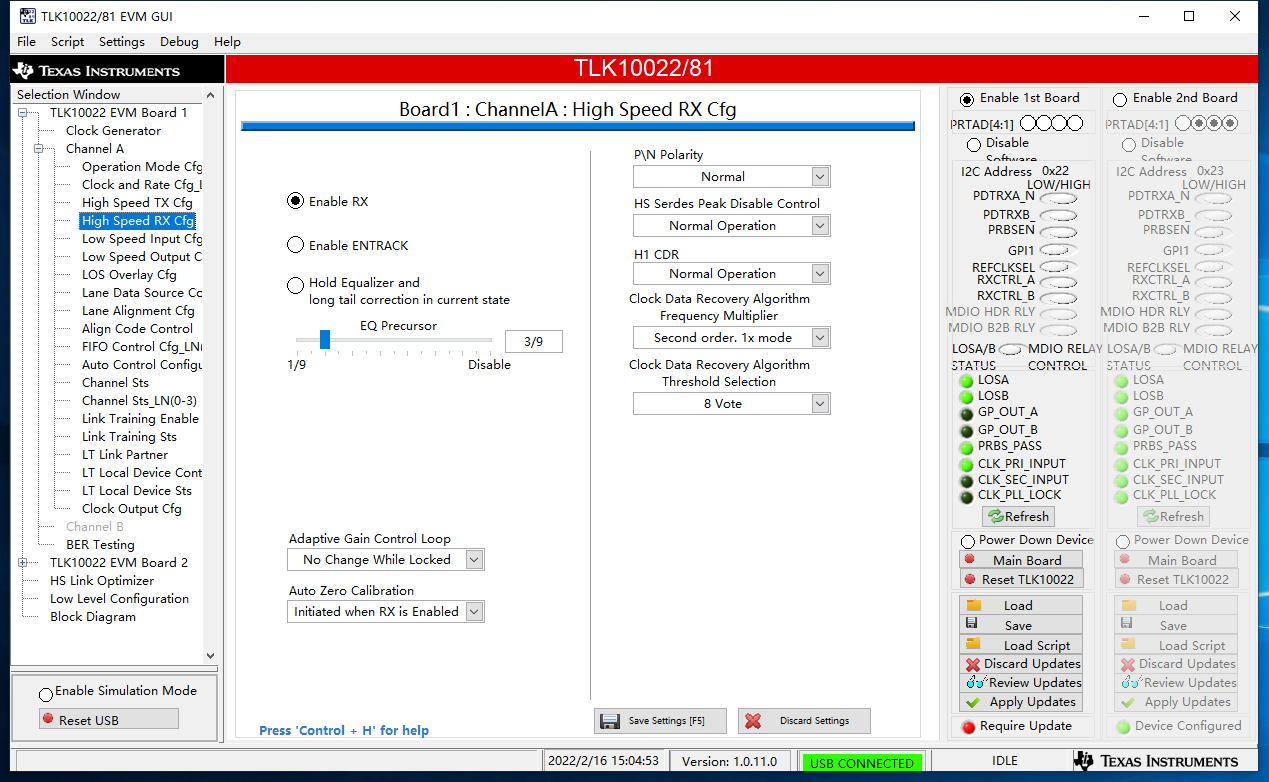 TLK10022/81 EVM GUI
File Script Settings Debug Help
TEXAS INSTRUMENTS
TLK10022/81
Selection Window
TLK10022 EVM Board 1
Clock Generator
Channel A
Operation Mode Cfg
Clock and Rate Cfg_L
High Speed TX Cfg
High Speed RX Cfg
Low Speed Input Cfg
Low Speed Output C
LOS Overlay Cfg
Lane Data Source Co
Lane Alignment Cfg
Align Code Control
FIFO Control Cfg_LN(
Auto Control Configu
Channel Sts
Channel Sts_LN(0-3)
Link Training Enable
Link Training Sts
LT Link Partner
LT Local Device Cont
LT Local Device Sts
Clock Output Cfg
Channel B
BER Testing
TLK10022 EVM Board 2
HS Link Optimizer
Low Level Configuration
Block Diagram
Enable Simulation Mode
Reset USB
Board1 : ChannelA : High Speed RX Cfg
Enable RX
Enable ENTRACK
Hold Equalizer and
long tail correction in current state
EQ Precursor
3/9
1/9 Disable
Adaptive Gain Control Loop
No Change While Locked
Auto Zero Calibration
Initiated when RX is Enabled
P\N Polarity
Normal
HS Serdes Peak Disable Control
Normal Operation
H1 CDR
Normal Operation
Clock Data Recovery Algorithm
Frequency Multiplier
Second order. 1x mode
Clock Data Recovery Algorithm
Threshold Selection
8 Vote
Press 'Control + H' for help
Save Settings [F5]
Discard Settings
Enable 1st Board
PRTAD[4:1]
Disable
Software
I2C Address 0x22
LOW/HIGH
PDTRXA_N
PDTRXB_
PRBSEN
GPI1
REFCLKSEL
RXCTRL_A
RXCTRL_B
MDIO HDR RLY
MDIO B2B RLY
LOSA/B MDIO RELAY
STATUS CONTROL
LOSA
LOSB
GP_OUT_A
GP_OUT_B
PRBS_PASS
CLK_PRI_INPUT
CLK_SEC_INPUT
CLK_PLL_LOCK
Refresh
Power Down Device
Main Board
Reset TLK10022
Load
Save
Load Script
Discard Updates
Review Updates
Apply Updates
Require Update
Enable 2nd Board
PRTAD[4:1]
Disable
Software
I2C Address 0x23
LOW/HIGH
PDTRXA_N
PDTRXB_
PRBSEN
GPI1
REFCLKSEL
RXCTRL_A
RXCTRL_B
MDIO HDR RLY
MDIO B2B RLY
LOSA/B MDIO RELAY
STATUS CONTROL
LOSA
LOSB
GP_OUT_A
GP_OUT_B
PRBS_PASS
CLK_PRI_INPUT
CLK_SEC_INPUT
CLK_PLL_LOCK
Refresh
Power Down Device
Main Board
Reset TLK10022
Load
Save
Load Script
Discard Updates
Review Updates
Apply Updates
Device Configured
2022/2/16 15:04:53 Version: 1.0.11.0 USB CONNECTED IDLE TEXAS INSTRUMENTS